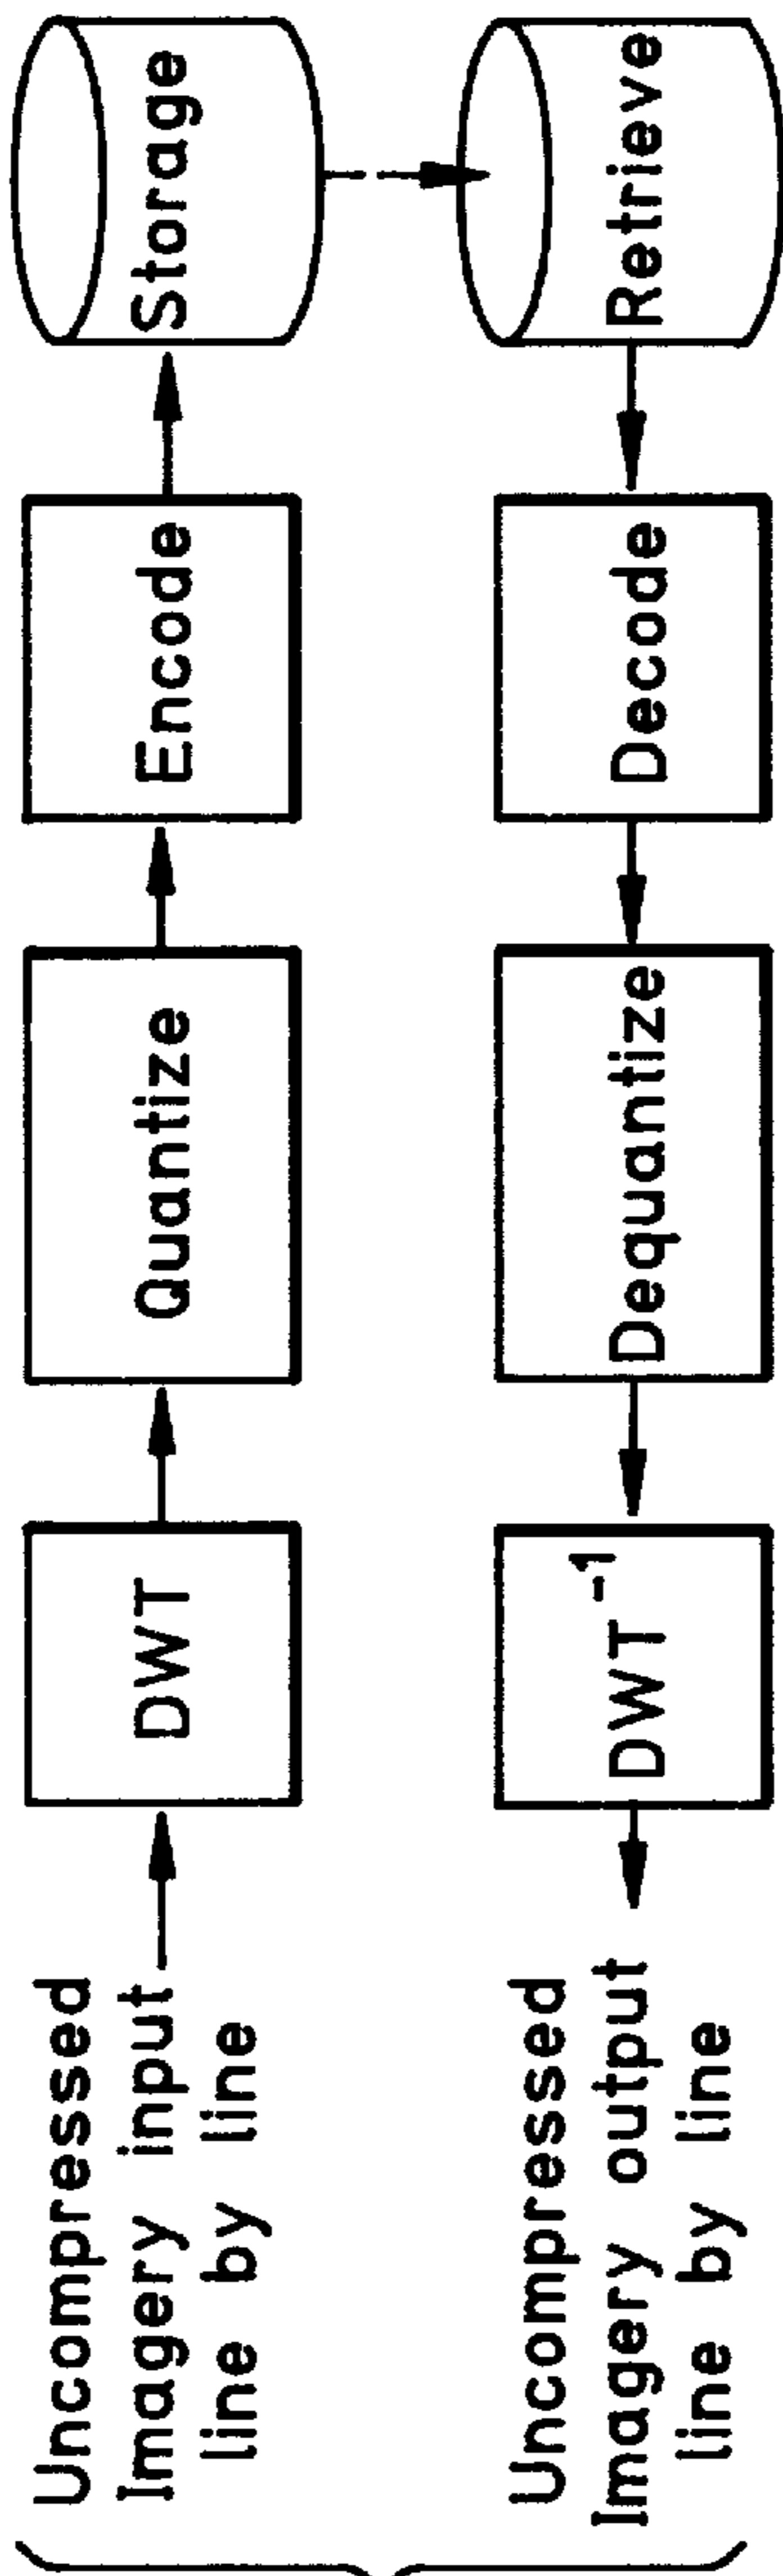 Uncompressed
Imagery input
line by line
DWT
Quantize
Encode
Storage
Uncompressed
Imagery output
line by line
DWT⁻¹
Dequantize
Decode
Retrieve